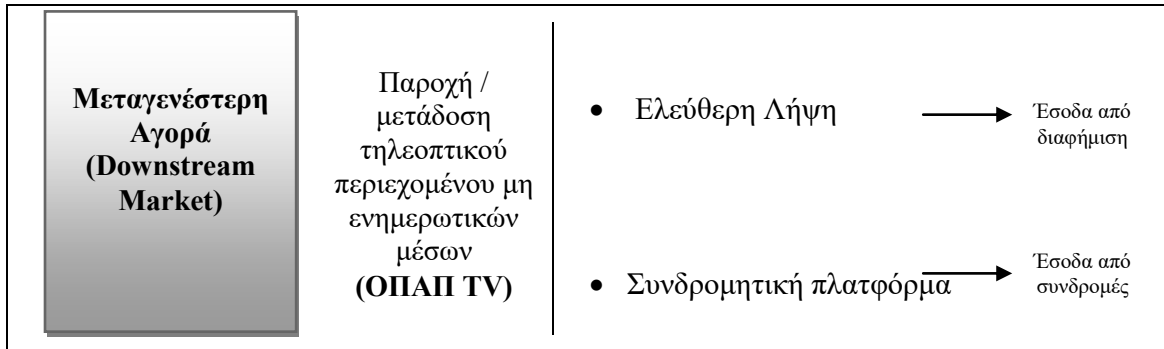 Μεταγενέστερη
Αγορά
(Downstream
Market)
Παροχή /
μετάδοση
τηλεοπτικού
περιεχομένου μη
ενημερωτικών
μέσων
(ΟΠΑΠ TV)
• Ελεύθερη Λήψη
Έσοδα από
διαφήμιση
• Συνδρομητική πλατφόρμα
Έσοδα από
συνδρομές